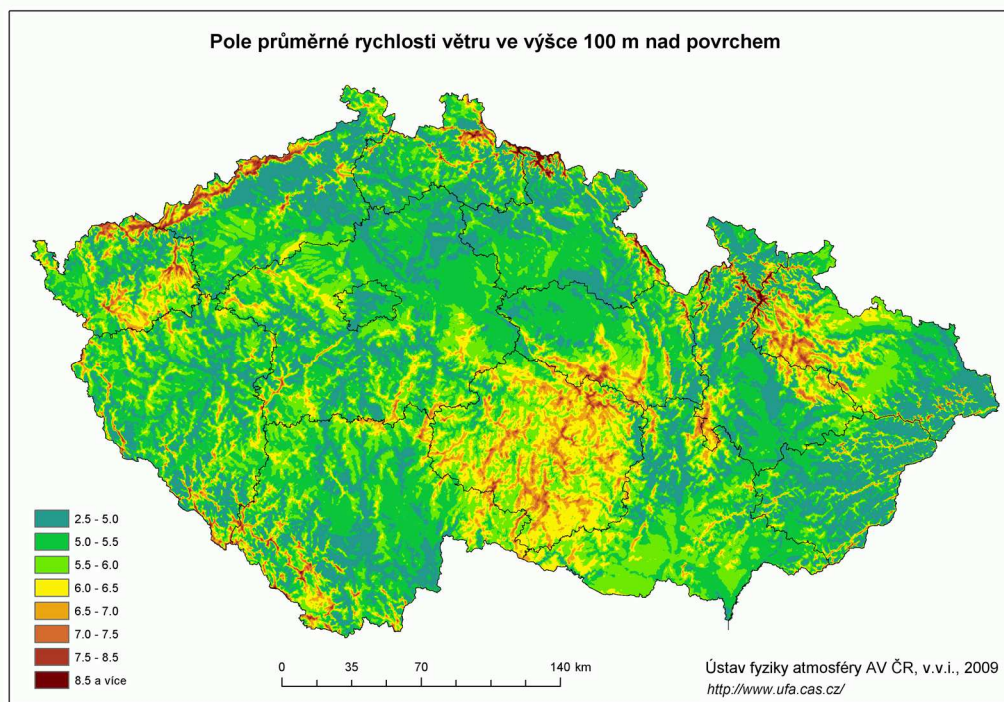 Pole průměrné rychlosti větru ve výšce 100 m nad povrchem
2.5 - 5.0
5.0 - 5.5
5.5 - 6.0
6.0 - 6.5
6.5 - 7.0
7.0 - 7.5
7.5 - 8.5
8.5 a více
0 35 70 140 km
Ústav fyziky atmosféry AV ČR, v.v.i., 2009
http://www.ufa.cas.cz/